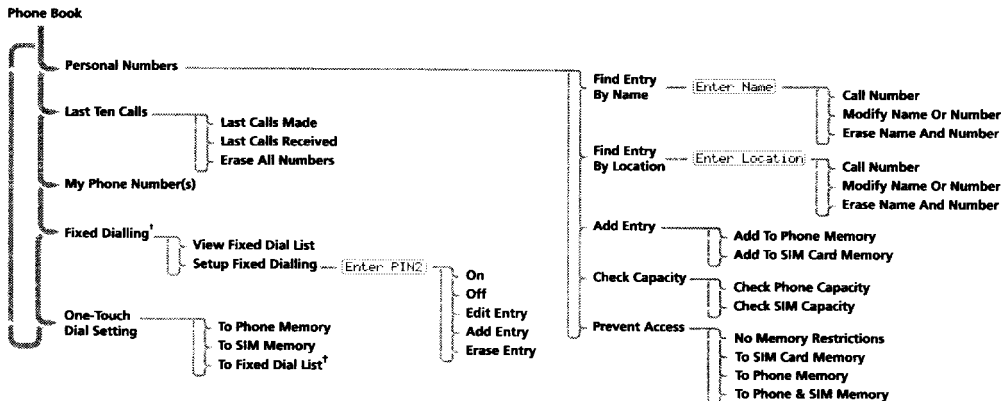 Phone Book
Personal Numbers
Last Ten Calls
Last Calls Made
Last Calls Received
Erase All Numbers
My Phone Number(s)
Fixed Dialling†
View Fixed Dial List
Setup Fixed Dialling
Enter PIN2
On
Off
Edit Entry
Add Entry
Erase Entry
One-Touch
Dial Setting
To Phone Memory
To SIM Memory
To Fixed Dial List†
Find Entry
By Name
Enter Name
Call Number
Modify Name Or Number
Erase Name And Number
Find Entry
By Location
Enter Location
Call Number
Modify Name Or Number
Erase Name And Number
Add Entry
Add To Phone Memory
Add To SIM Card Memory
Check Capacity
Check Phone Capacity
Check SIM Capacity
Prevent Access
No Memory Restrictions
To SIM Card Memory
To Phone Memory
To Phone & SIM Memory